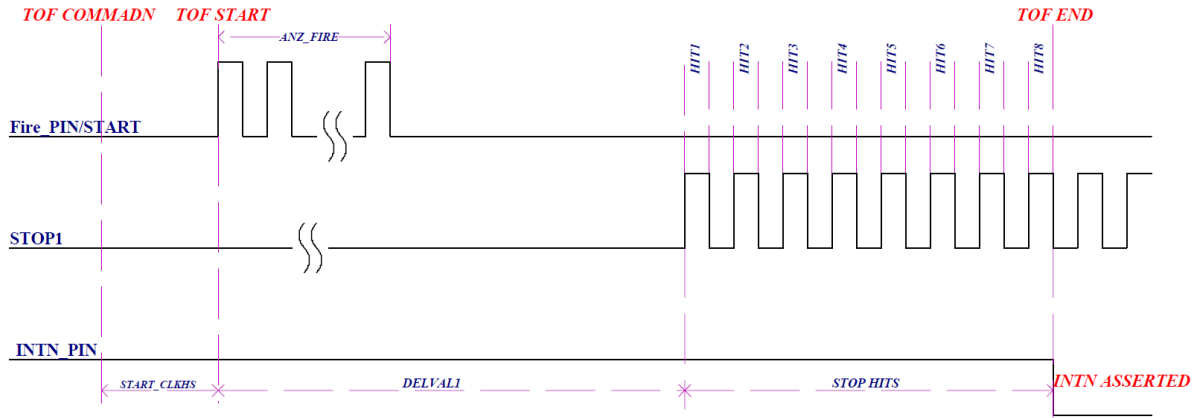 TOF COMMADN
TOF START
TOF END
ANZ_FIRE
HIT1
HIT2
HIT3
HIT4
HIT5
HIT6
HIT7
HIT8
Fire_PIN/START
STOP1
INTN_PIN
START_CLKHS
DELVAL1
STOP HITS
INTN ASSERTED